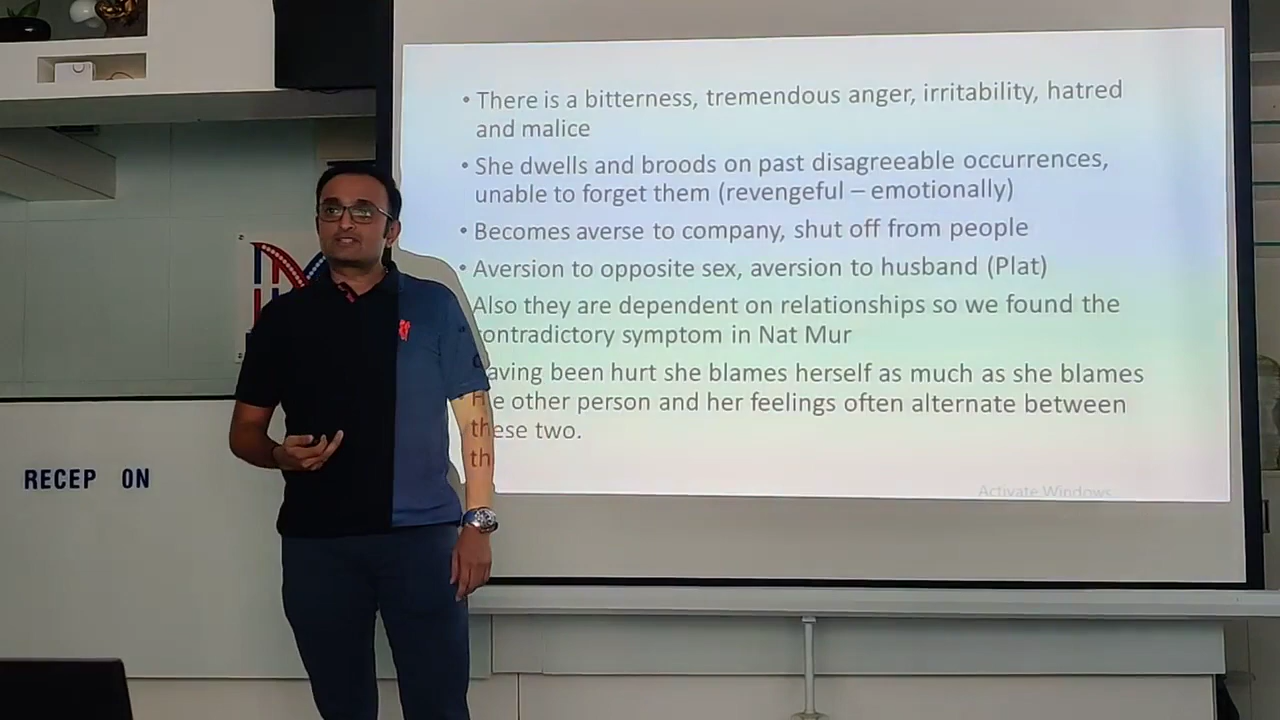 • There is a bitterness, tremendous anger, irritability, hatred
and malice
• She dwells and broods on past disagreeable occurrences,
unable to forget them (revengeful – emotionally)
• Becomes averse to company, shut off from people
• Aversion to opposite sex, aversion to husband (Plat)
Also they are dependent on relationships so we found the
ontradictory symptom in Nat Mur
aving been hurt she blames herself as much as she blames
e other person and her feelings often alternate between
these two.
th
Activate Windows
RECEP ON